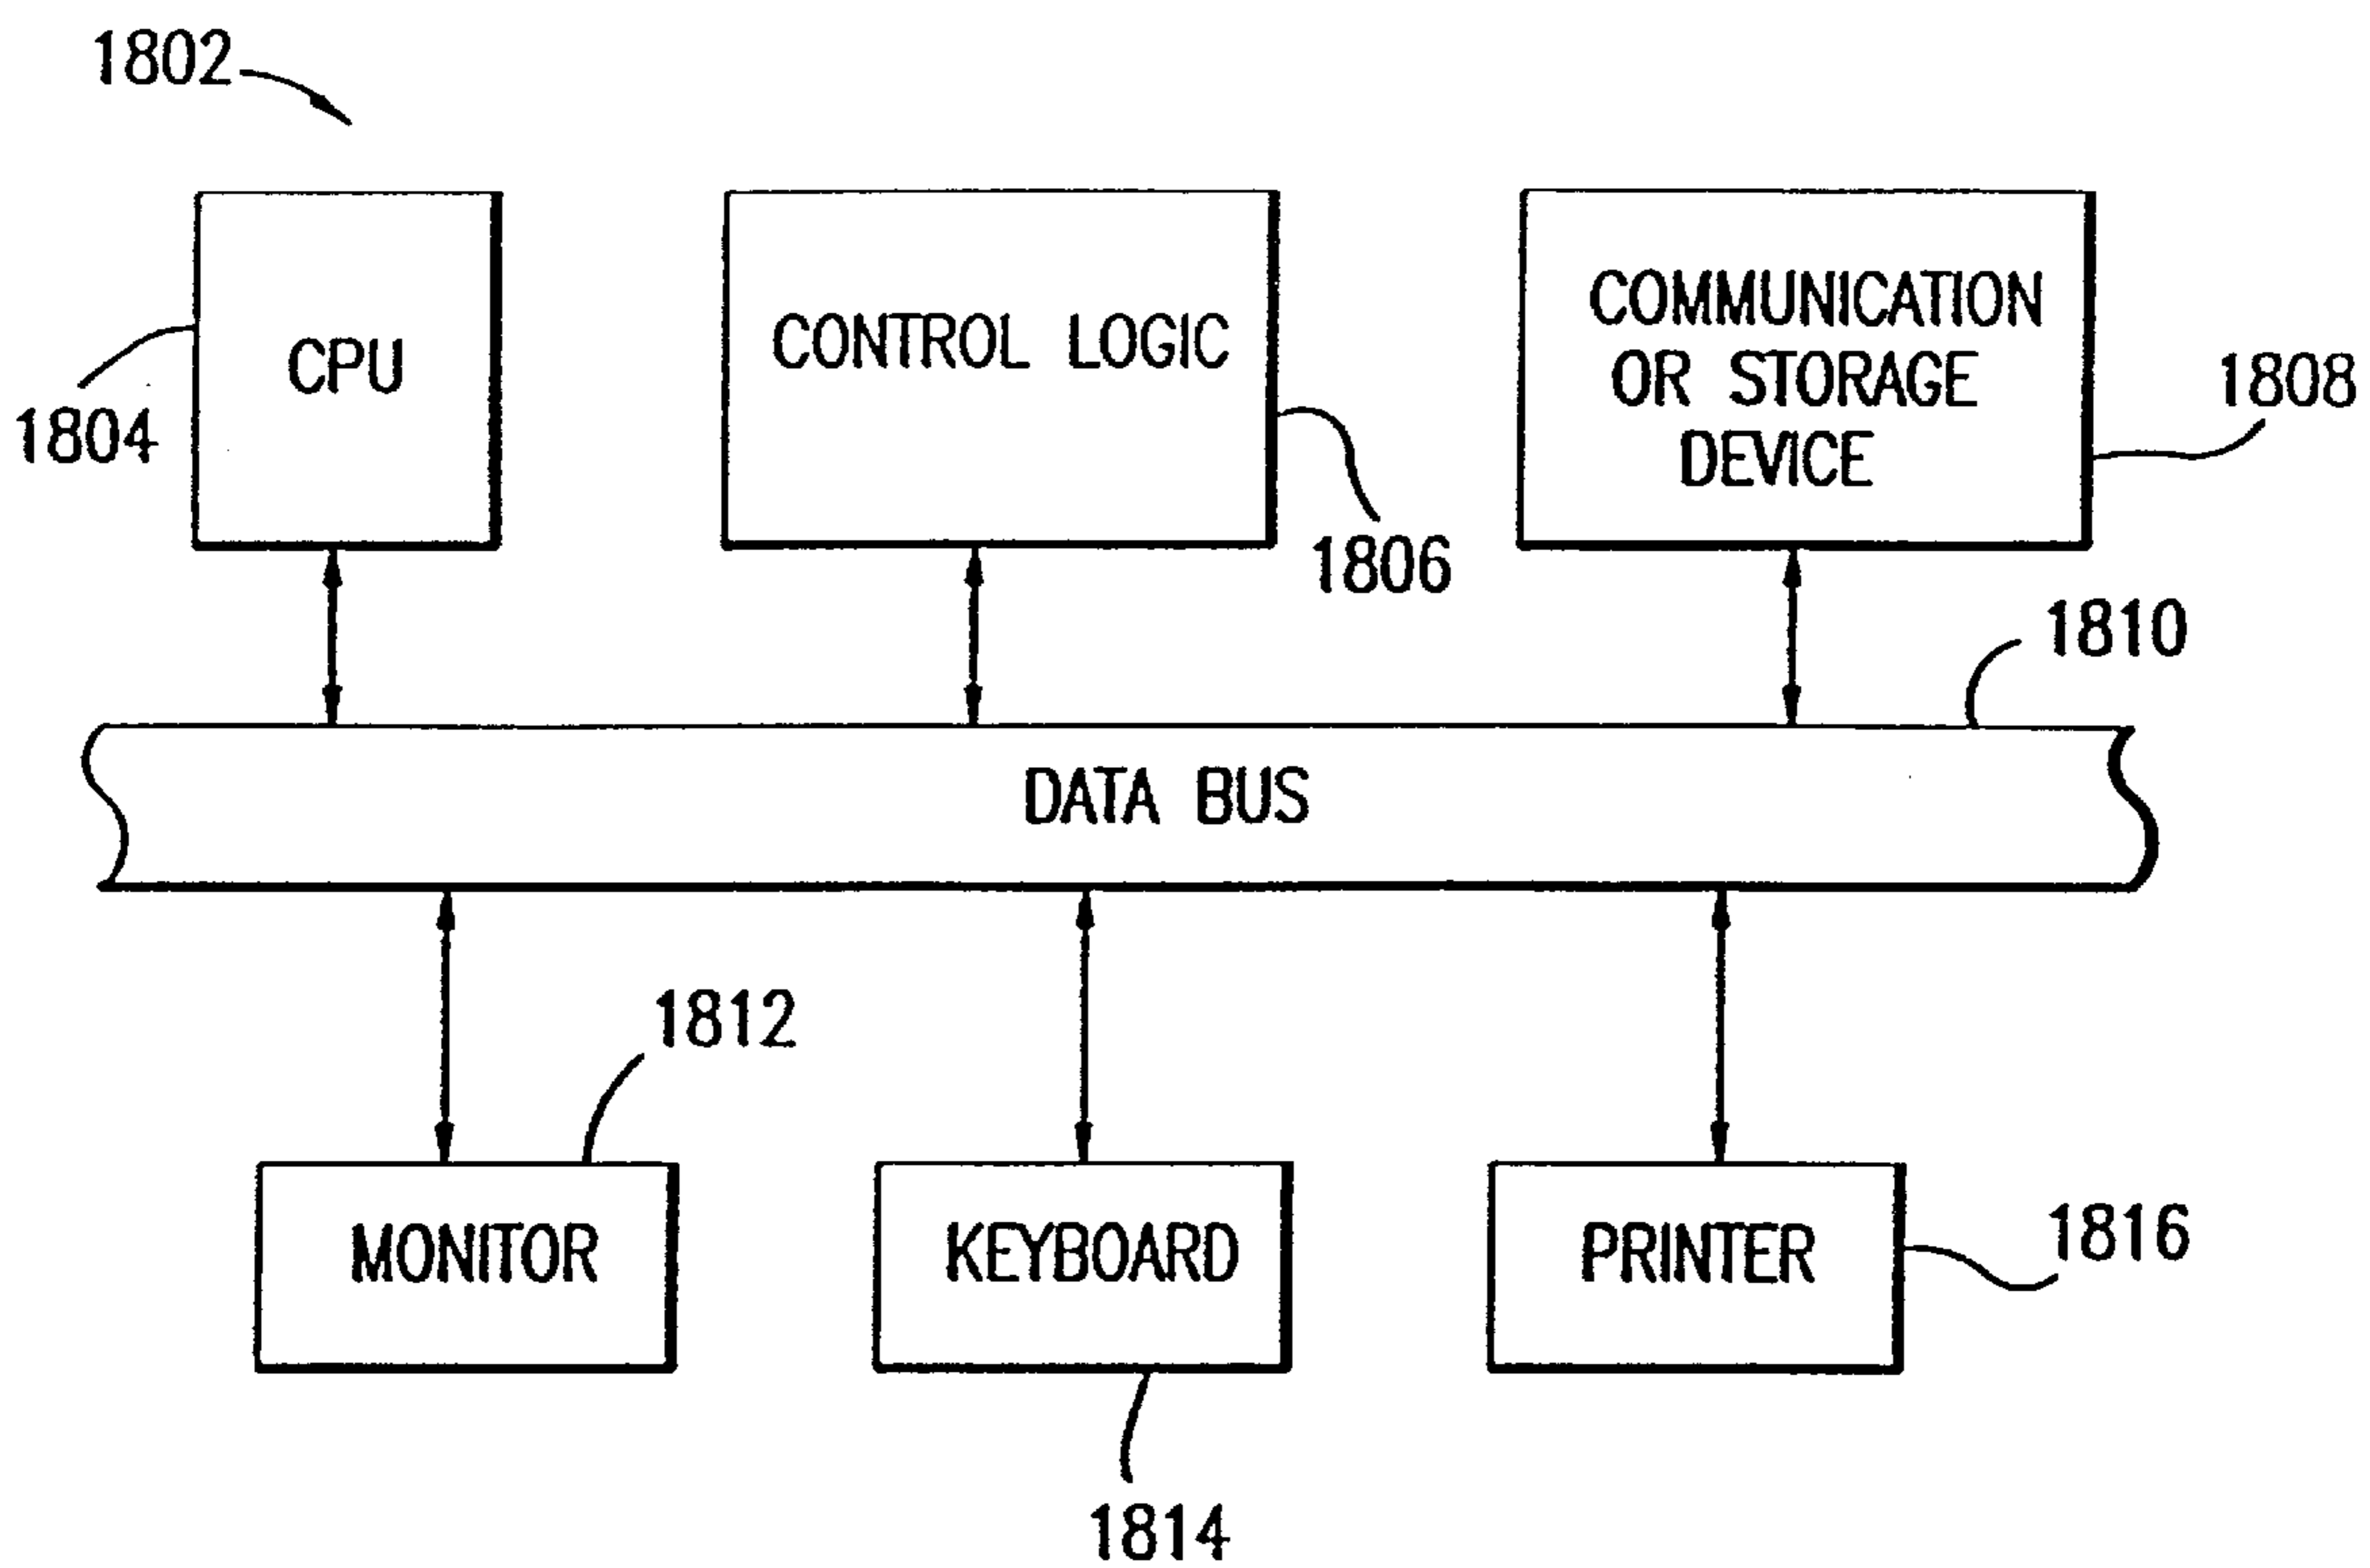 1802
CPU
1804
CONTROL LOGIC
1806
COMMUNICATION
OR STORAGE
DEVICE
1808
1810
DATA BUS
1812
MONITOR
KEYBOARD
1814
PRINTER
1816